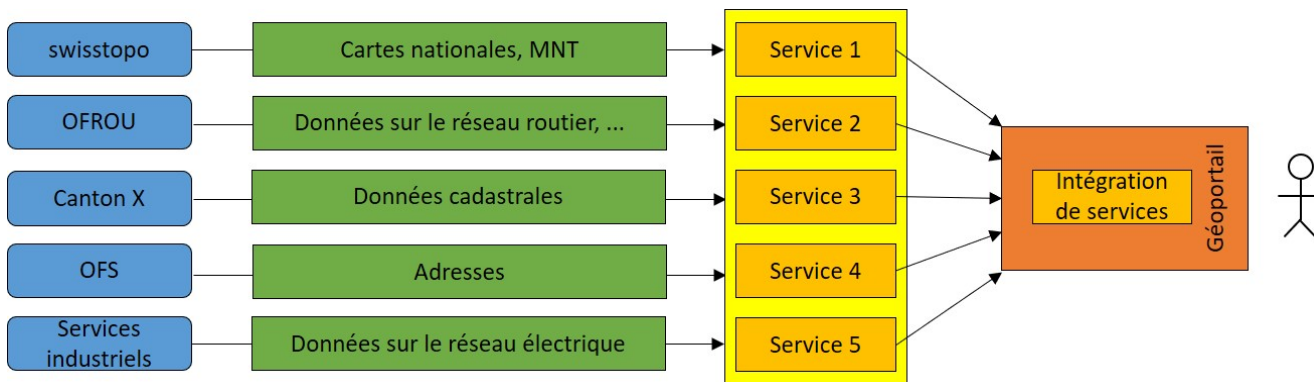 swisstopo
Cartes nationales, MNT
Service 1
OFROU
Données sur le réseau routier, ...
Service 2
Canton X
Données cadastrales
Service 3
OFS
Adresses
Service 4
Services
industriels
Données sur le réseau électrique
Service 5
Intégration
de services
Géoportail